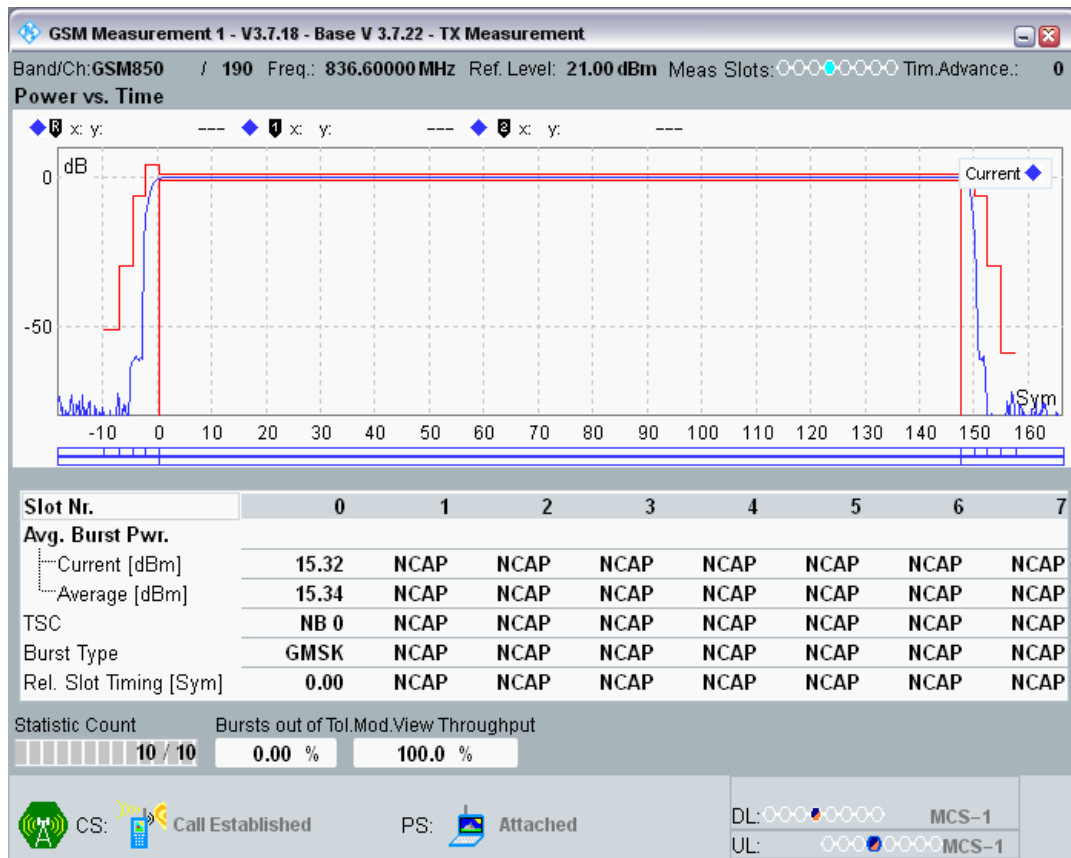 GSM Measurement 1 - V3.7.18 - Base V 3.7.22 - TX Measurement
Band/Ch:GSM850 / 190 Freq.: 836.60000 MHz Ref. Level: 21.00 dBm Meas Slots: Tim.Advance.: 0
Power vs. Time
R x: y: --- 1 x: y: --- 2 x: y: ---
dB
Current
0
-50
Sym
-10 0 10 20 30 40 50 60 70 80 90 100 110 120 130 140 150 160
Slot Nr. 0 1 2 3 4 5 6 7
Avg. Burst Pwr.
Current [dBm] 15.32 NCAP NCAP NCAP NCAP NCAP NCAP NCAP
Average [dBm] 15.34 NCAP NCAP NCAP NCAP NCAP NCAP NCAP
TSC NB 0 NCAP NCAP NCAP NCAP NCAP NCAP NCAP
Burst Type GMSK NCAP NCAP NCAP NCAP NCAP NCAP NCAP
Rel. Slot Timing [Sym] 0.00 NCAP NCAP NCAP NCAP NCAP NCAP NCAP
Statistic Count Bursts out of Tol.Mod.View Throughput
10 / 10 0.00 % 100.0 %
CS: Call Established PS: Attached
DL: MCS-1
UL: MCS-1